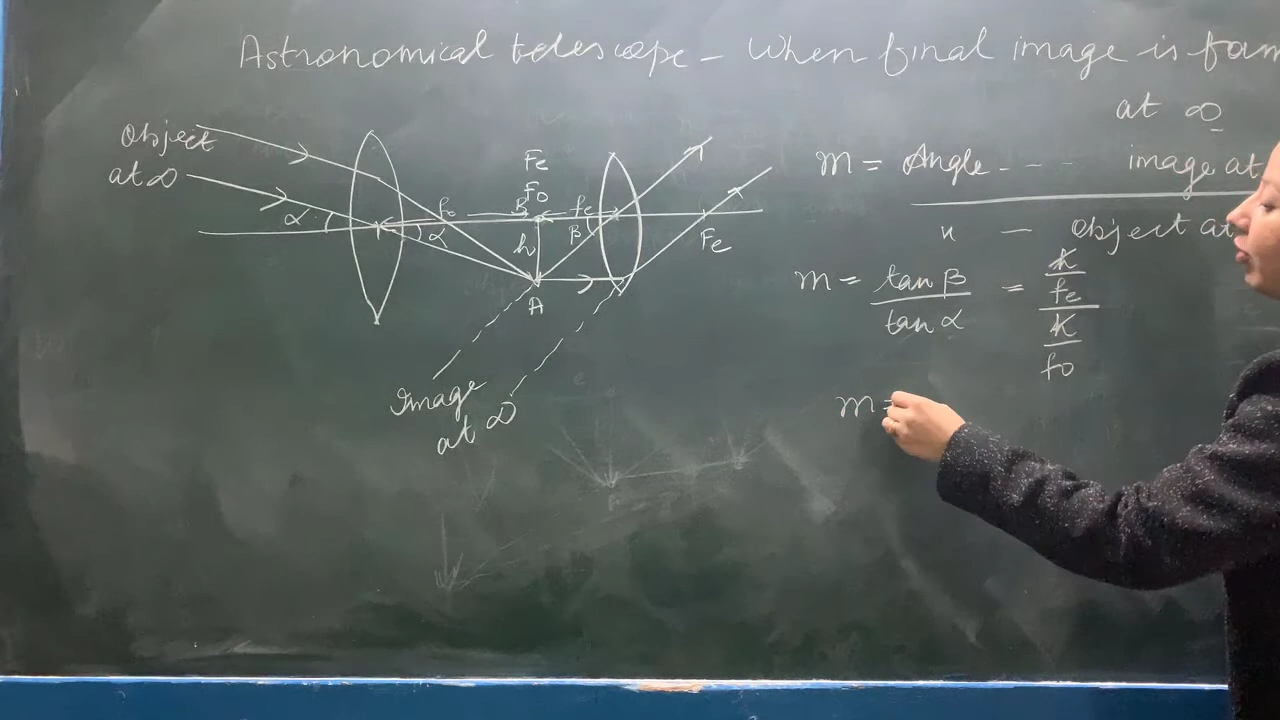 Astronomical telescope - When final image is form
at ∞
Object
at ∞
α
fo
α
Fe
Fo
B
h
A
fe
β
Fe
Image
at ∞
m = Angle - - - image at
" — object at
m = tan β / tan α = h/fe / h/fo
m =